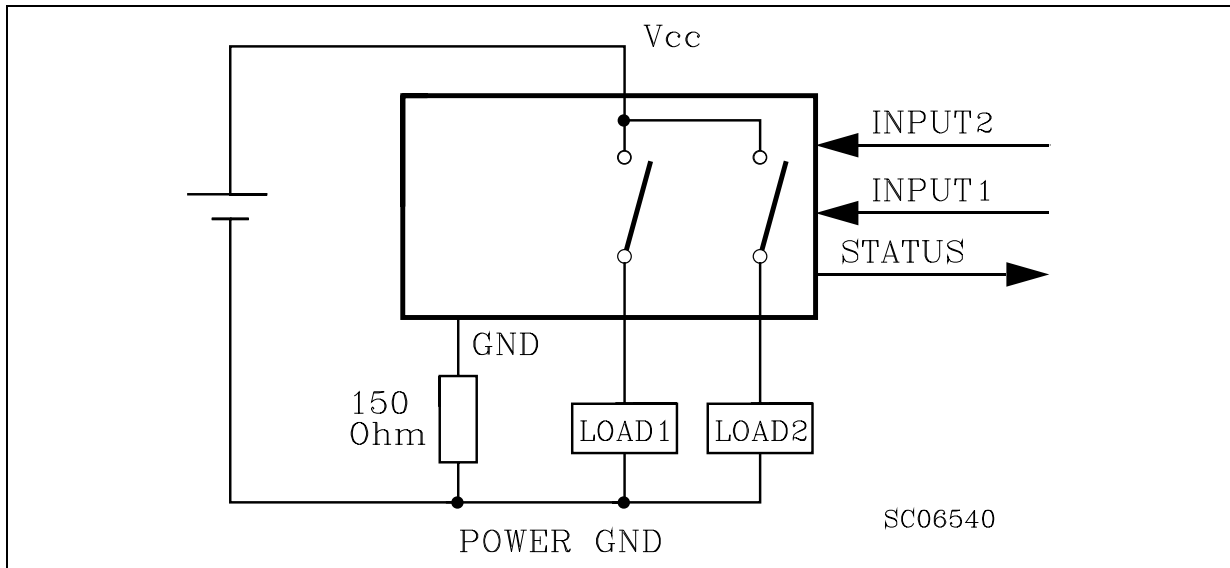 Vcc
INPUT2
INPUT1
STATUS
GND
150
Ohm
LOAD1
LOAD2
POWER GND
SC06540